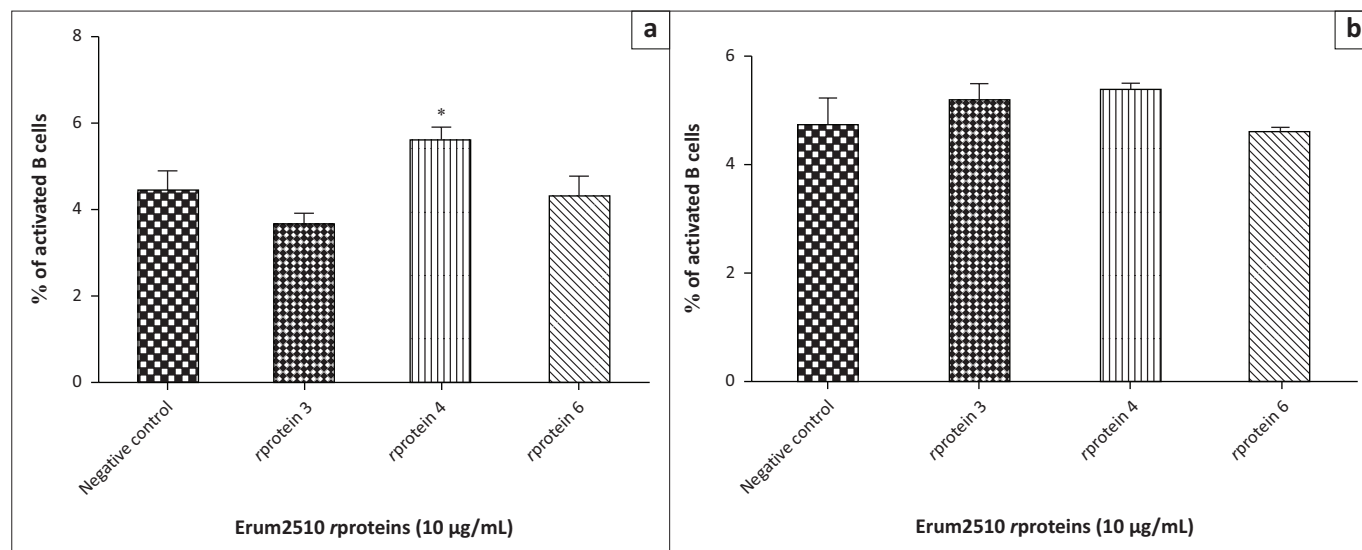 a
% of activated B cells
8
6
4
2
0
*
Negative control
rprotein 3
rprotein 4
rprotein 6
Erum2510 rproteins (10 µg/mL)
b
% of activated B cells
6
4
2
0
Negative control
rprotein 3
rprotein 4
rprotein 6
Erum2510 rproteins (10 µg/mL)